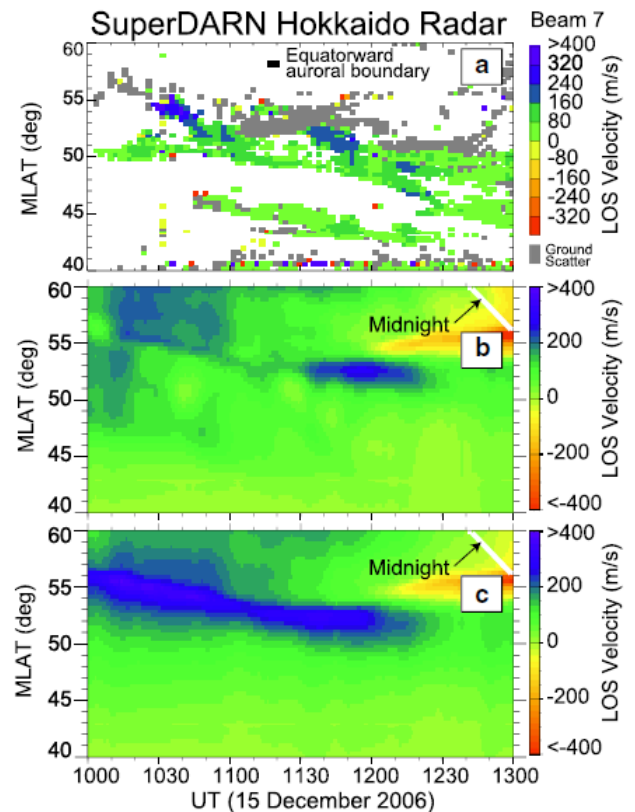 SuperDARN Hokkaido Radar
Beam 7
Equatorward
auroral boundary
a
MLAT (deg)
60
55
50
45
40
>400
320
240
160
80
0
-80
-160
-240
-320
LOS Velocity (m/s)
Ground
Scatter
Midnight
b
MLAT (deg)
60
55
50
45
40
>400
200
0
-200
<-400
LOS Velocity (m/s)
Midnight
c
MLAT (deg)
60
55
50
45
40
>400
200
0
-200
<-400
LOS Velocity (m/s)
1000 1030 1100 1130 1200 1230 1300
UT (15 December 2006)